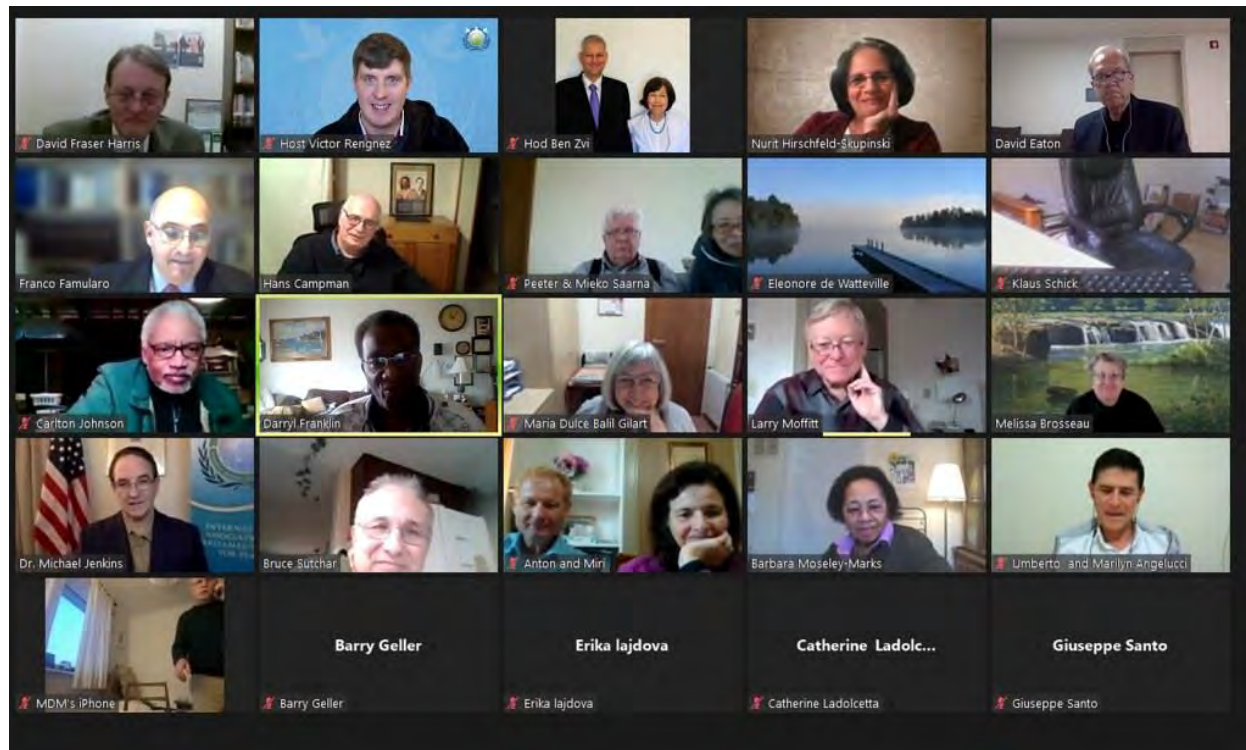 David Fraser Harris
Host Victor Rengnez
Hod Ben Zvi
Nurit Hirschfeld-Skupinski
David Eaton
Franco Famularo
Hans Campman
Peeter & Mieko Saarna
Eleonore de Watteville
Klaus Schick
Carlton Johnson
Darryl Franklin
Maria Dulce Balil Gilart
Larry Moffitt
Melissa Brosseau
Dr. Michael Jenkins
Bruce Sutchar
Anton and Miri
Barbara Moseley-Marks
Umberto and Marilyn Angelucci
MDM's iPhone
Barry Geller
Barry Geller
Erika lajdova
Erika lajdova
Catherine Ladolc...
Catherine Ladolcetta
Giuseppe Santo
Giuseppe Santo